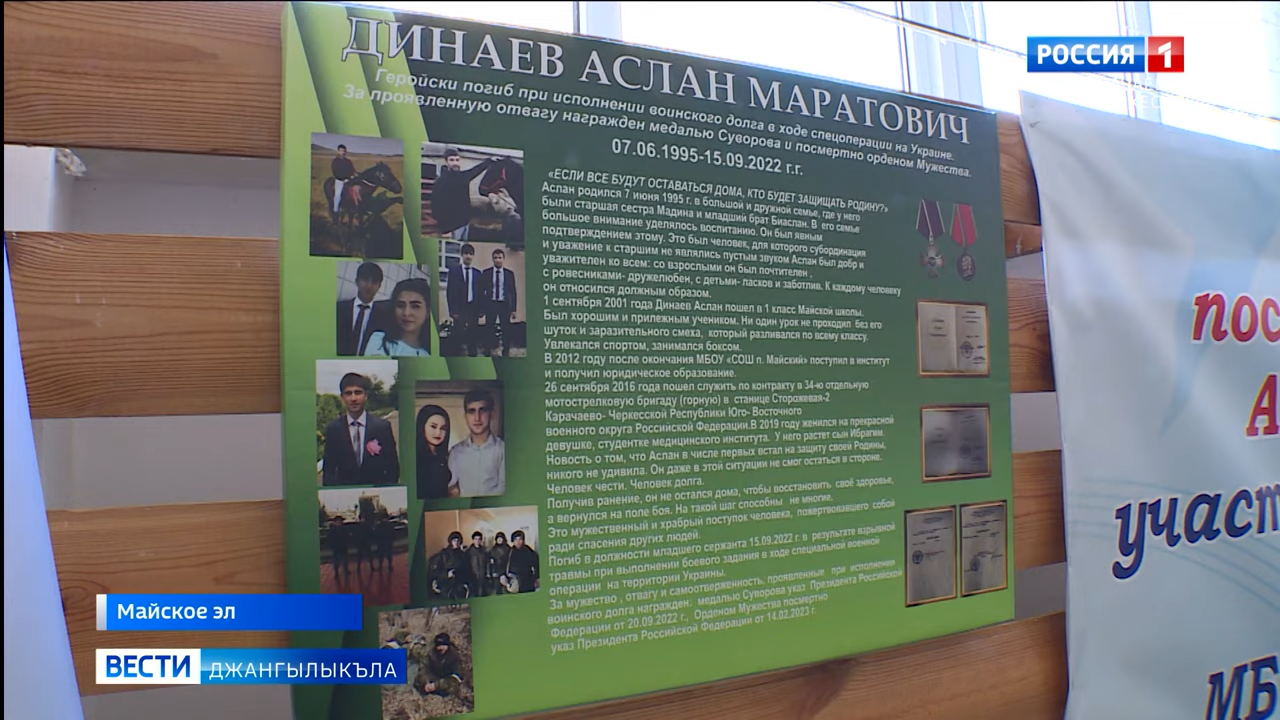 РОССИЯ 1
ДИНАЕВ АСЛАН МАРАТОВИЧ
Геройски погиб при исполнении воинского долга в ходе спецоперации на Украине.
За проявленную отвагу награжден медалью Суворова и посмертно орденом Мужества.
07.06.1995-15.09.2022 г.г.
«ЕСЛИ ВСЕ БУДУТ ОСТАВАТЬСЯ ДОМА, КТО БУДЕТ ЗАЩИЩАТЬ РОДИНУ?»
Аслан родился 7 июня 1995 г. в большой и дружной семье, где у него
были старшая сестра Мадина и младший брат Биаслан. В его семье
большое внимание уделялось воспитанию. Он был явным
подтверждением этому. Это был человек, для которого субординация
и уважение к старшим не являлись пустым звуком Аслан был добр и
уважителен ко всем: со взрослыми он был почтителен ,
с ровесниками- дружелюбен, с детьми- ласков и заботлив. К каждому человеку
он относился должным образом.
1 сентября 2001 года Динаев Аслан пошел в 1 класс Майской школы.
Был хорошим и прилежным учеником. Ни один урок не проходил Без его
шуток и заразительного смеха, который разливался по всему классу.
Увлекался спортом, занимался боксом.
В 2012 году после окончания МБОУ «СОШ п. Майский» поступил в институт
и получил юридическое образование.
26 сентября 2016 года пошел служить по контракту в 34-ю отдельную
мотострелковую бригаду (горную) в станице Сторожевая-2
Карачаево- Черкесской Республики Юго- Восточного
военного округа Российской Федерации.В 2019 году женился на прекрасной
девушке, студентке медицинского института. У него растет сын Ибрагим.
Новость о том, что Аслан в числе первых встал на защиту своей Родины,
никого не удивила. Он даже в этой ситуации не смог остаться в стороне.
Человек чести. Человек долга.
Получив ранение, он не остался дома, чтобы восстановить своё здоровье,
а вернулся на поле боя. На такой шаг способны не многие.
Это мужественный и храбрый поступок человека, пожертвовавшего собой
ради спасения других людей.
Погиб в должности младшего сержанта 15.09.2022 г. в результате взрывной
травмы при выполнении боевого задания в ходе специальной военной
операции на территории Украины.
За мужество , отвагу и самоотверженность, проявленные при исполнении
воинского долга награжден: медалью Суворова указ Президента Российской
Федерации от 20.09.2022 г., Орденом Мужества посмертно
указ Президента Российской Федерации от 14.02.2023 г.
пос
А
участ
МБ
Майское эл
ВЕСТИ ДЖАНГЫЛЫКЪЛА